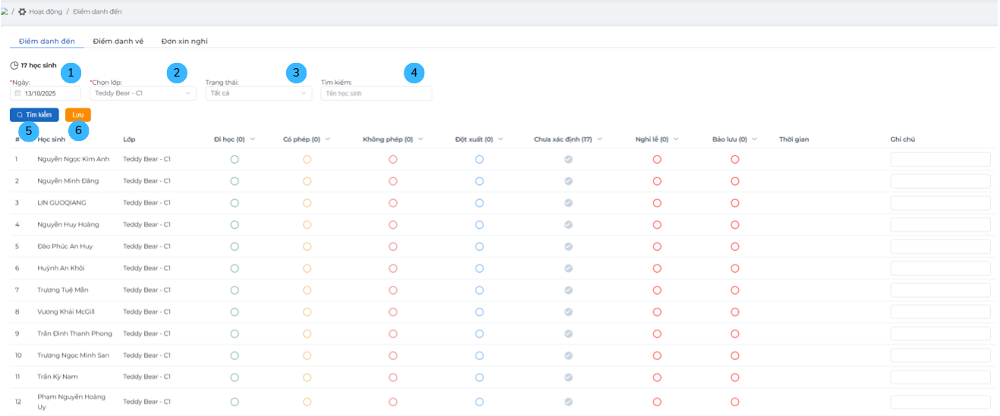 / Hoạt động / Điểm danh đến
Điểm danh đến Điểm danh về Đơn xin nghỉ
17 học sinh
1 2 3 4
*Ngày: *Chọn lớp: Trạng thái: Tìm kiếm:
13/10/2025 Teddy Bear - C1 Tất cả Tên học sinh
Tìm kiếm Lưu
5 6
# Học sinh Lớp Đi học (0) Có phép (0) Không phép (0) Đột xuất (0) Chưa xác định (17) Nghỉ lễ (0) Bảo lưu (0) Thời gian Ghi chú
1 Nguyễn Ngọc Kim Anh Teddy Bear - C1
2 Nguyễn Minh Đăng Teddy Bear - C1
3 LIN GUOQIANG Teddy Bear - C1
4 Nguyễn Huy Hoàng Teddy Bear - C1
5 Đào Phúc An Huy Teddy Bear - C1
6 Huỳnh An Khôi Teddy Bear - C1
7 Trương Tuệ Mẫn Teddy Bear - C1
8 Vương Khải McGill Teddy Bear - C1
9 Trần Đình Thanh Phong Teddy Bear - C1
10 Trương Ngọc Minh San Teddy Bear - C1
11 Trần Kỳ Nam Teddy Bear - C1
12 Phạm Nguyễn Hoàng Teddy Bear - C1
Uy